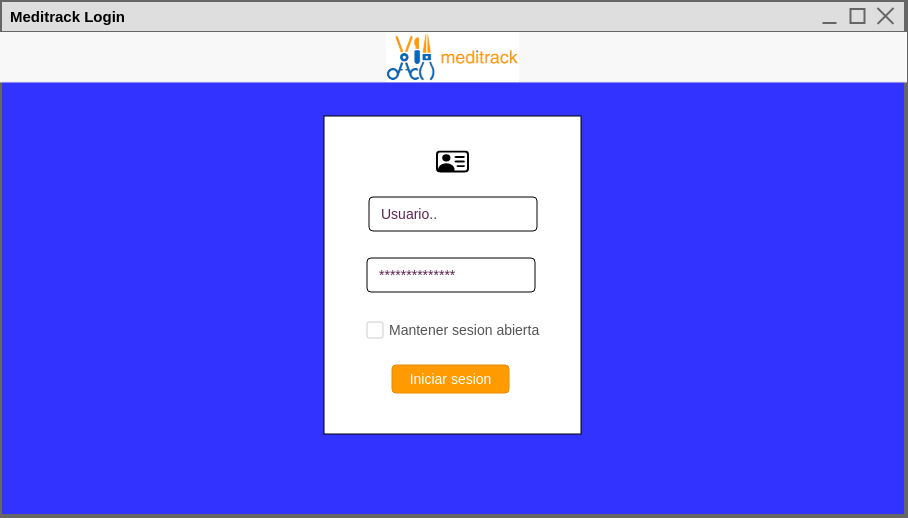 Meditrack Login
meditrack
Usuario..
**************
Mantener sesion abierta
Iniciar sesion